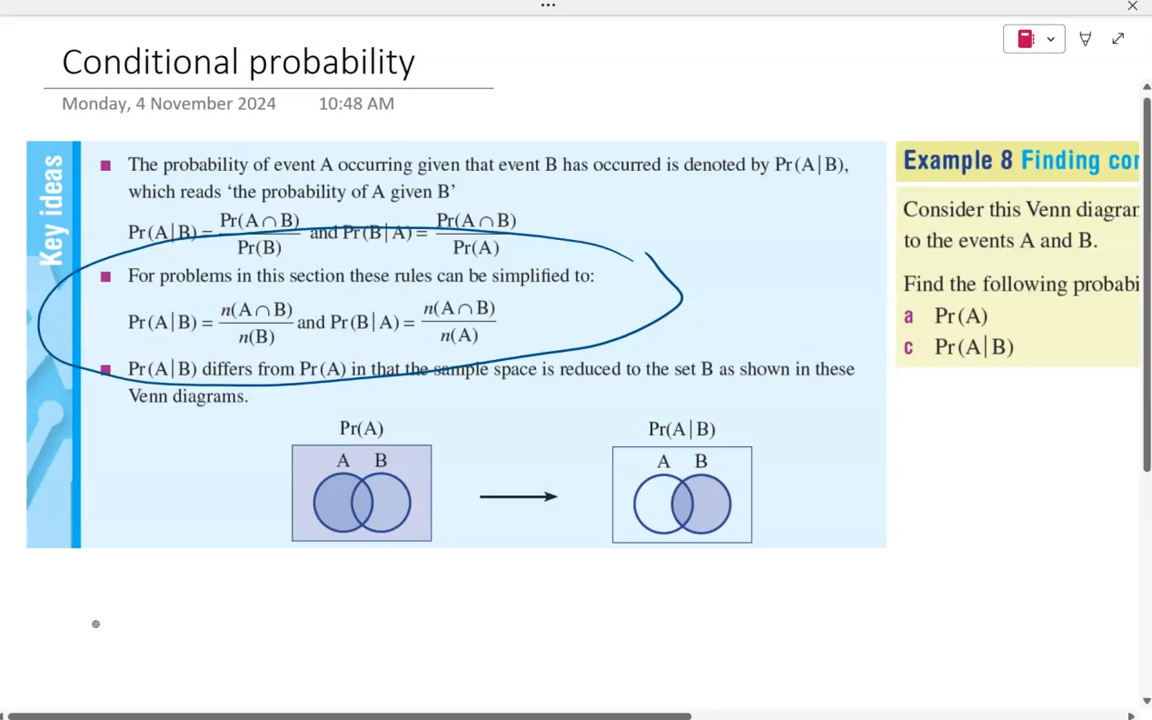 Conditional probability
Monday, 4 November 2024 10:48 AM
Key ideas
■ The probability of event A occurring given that event B has occurred is denoted by Pr(A|B),
which reads ‘the probability of A given B’
Pr(A|B) = Pr(A∩B)/Pr(B) and Pr(B|A) = Pr(A∩B)/Pr(A)
■ For problems in this section these rules can be simplified to:
Pr(A|B) = n(A∩B)/n(B) and Pr(B|A) = n(A∩B)/n(A)
■ Pr(A|B) differs from Pr(A) in that the sample space is reduced to the set B as shown in these
Venn diagrams.
Pr(A) Pr(A|B)
A B A B
Example 8 Finding cor
Consider this Venn diagrar
to the events A and B.
Find the following probabi
a Pr(A)
c Pr(A|B)